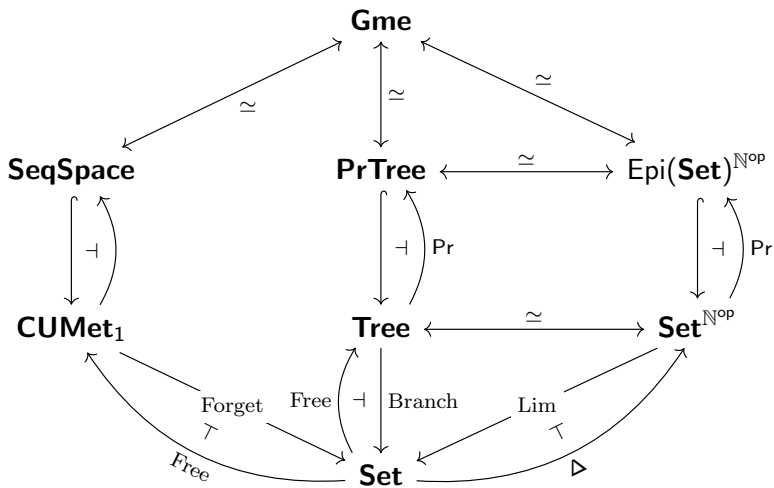 Gme
≃ ≃ ≃
SeqSpace PrTree ≃ Epi(Set)^ℕ^op
⊣ ⊣ Pr ⊣ Pr
CUMet₁ Tree ≃ Set^ℕ^op
Forget Free ⊣ Branch Lim
⊤ ⊤
Free Δ
Set